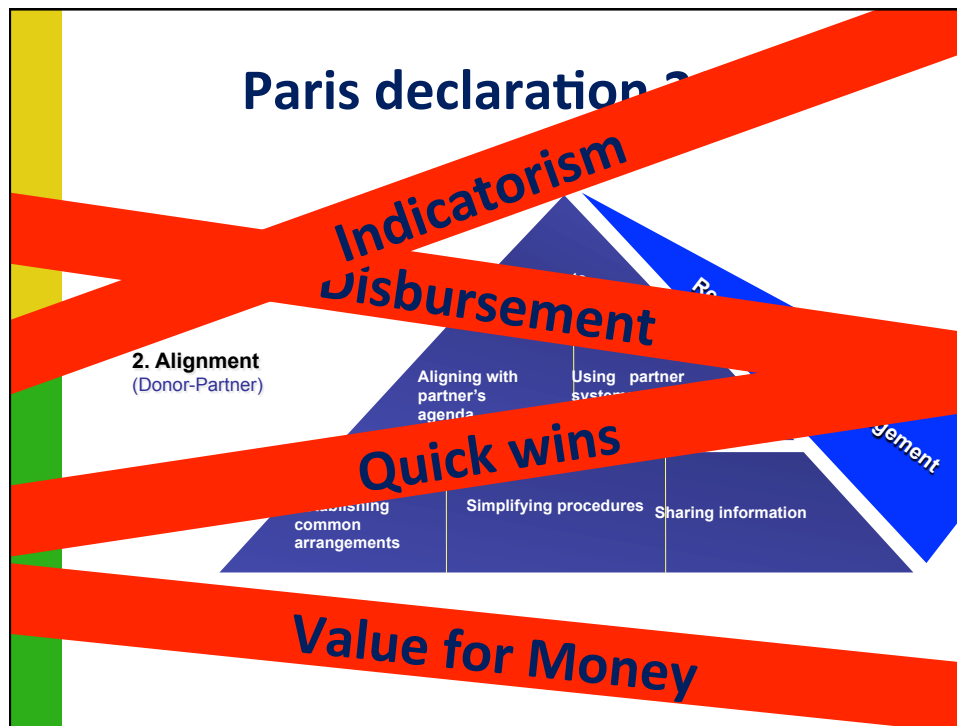 Paris declaration ?
Indicatorism
Disbursement
2. Alignment
(Donor-Partner)
Aligning with
partner's
agenda
Using partner
Quick wins
common
arrangements
Simplifying procedures
Sharing information
Value for Money